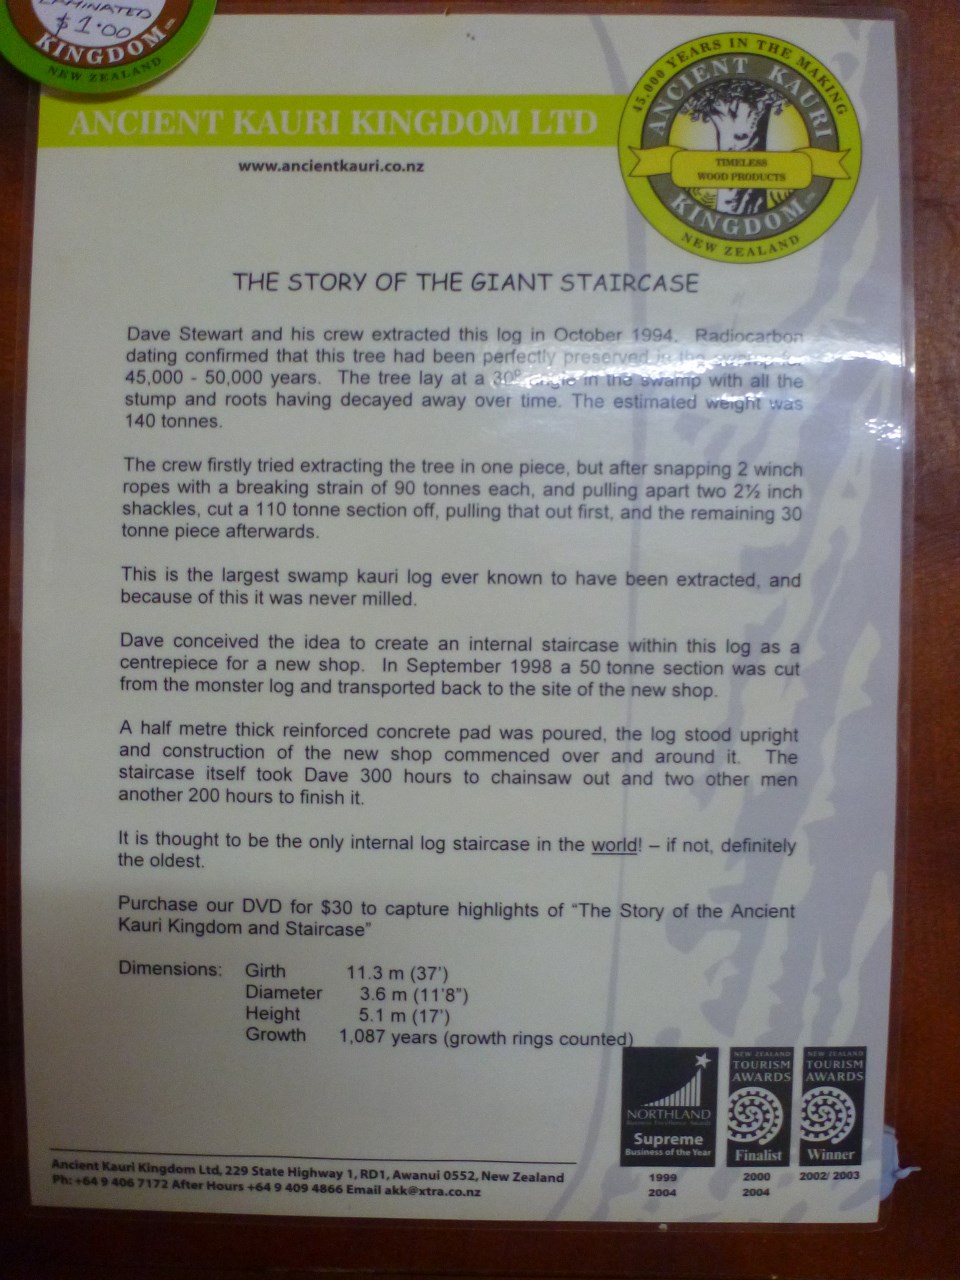 LAMINATED
$1.00
KINGDOM
NEW ZEALAND
45,000 YEARS IN THE MAKING
ANCIENT KAURI
TIMELESS
WOOD PRODUCTS
KINGDOM
NEW ZEALAND
ANCIENT KAURI KINGDOM LTD
www.ancientkauri.co.nz
THE STORY OF THE GIANT STAIRCASE
Dave Stewart and his crew extracted this log in October 1994. Radiocarbon
dating confirmed that this tree had been perfectly preserved in the swamp for
45,000 - 50,000 years. The tree lay at a 30° angle in the swamp with all the
stump and roots having decayed away over time. The estimated weight was
140 tonnes.
The crew firstly tried extracting the tree in one piece, but after snapping 2 winch
ropes with a breaking strain of 90 tonnes each, and pulling apart two 2½ inch
shackles, cut a 110 tonne section off, pulling that out first, and the remaining 30
tonne piece afterwards.
This is the largest swamp kauri log ever known to have been extracted, and
because of this it was never milled.
Dave conceived the idea to create an internal staircase within this log as a
centrepiece for a new shop. In September 1998 a 50 tonne section was cut
from the monster log and transported back to the site of the new shop.
A half metre thick reinforced concrete pad was poured, the log stood upright
and construction of the new shop commenced over and around it. The
staircase itself took Dave 300 hours to chainsaw out and two other men
another 200 hours to finish it.
It is thought to be the only internal log staircase in the world! – if not, definitely
the oldest.
Purchase our DVD for $30 to capture highlights of “The Story of the Ancient
Kauri Kingdom and Staircase”
Dimensions: Girth 11.3 m (37')
Diameter 3.6 m (11'8")
Height 5.1 m (17')
Growth 1,087 years (growth rings counted)
NORTHLAND
Business Excellence Awards
Supreme
Business of the Year
1999
2004
NEW ZEALAND
TOURISM
AWARDS
Finalist
2000
2004
NEW ZEALAND
TOURISM
AWARDS
Winner
2002/ 2003
Ancient Kauri Kingdom Ltd, 229 State Highway 1, RD1, Awanui 0552, New Zealand
Ph: +64 9 406 7172 After Hours +64 9 409 4866 Email akk@xtra.co.nz